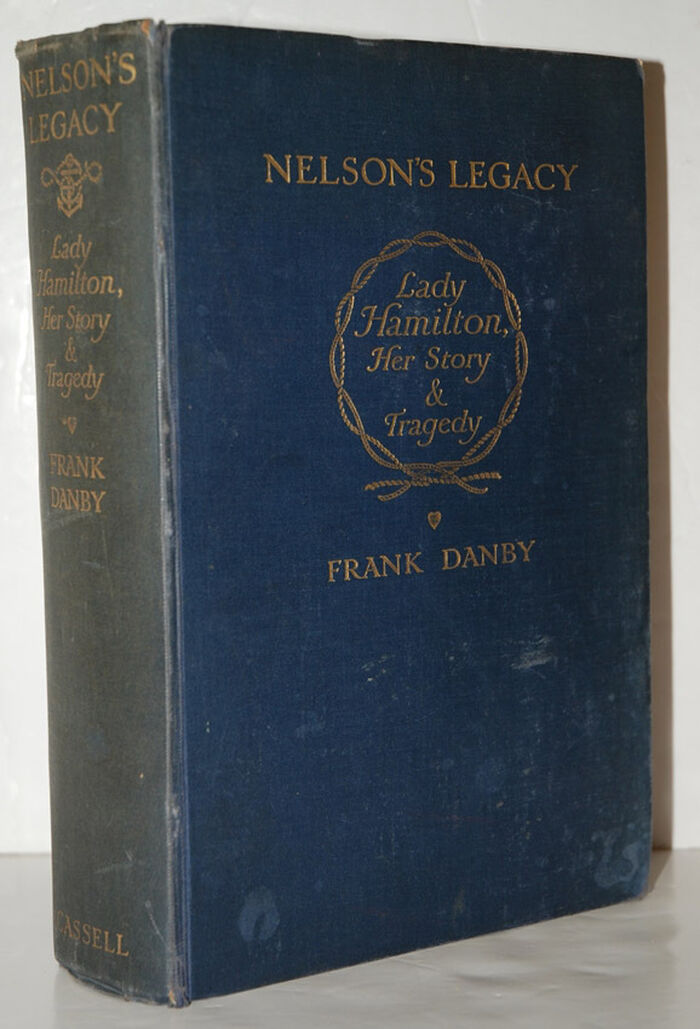 NELSON'S
LEGACY
Lady
Hamilton,
Her Story
&
Tragedy
FRANK
DANBY
CASSELL
NELSON'S LEGACY
Lady
Hamilton,
Her Story
&
Tragedy
FRANK DANBY